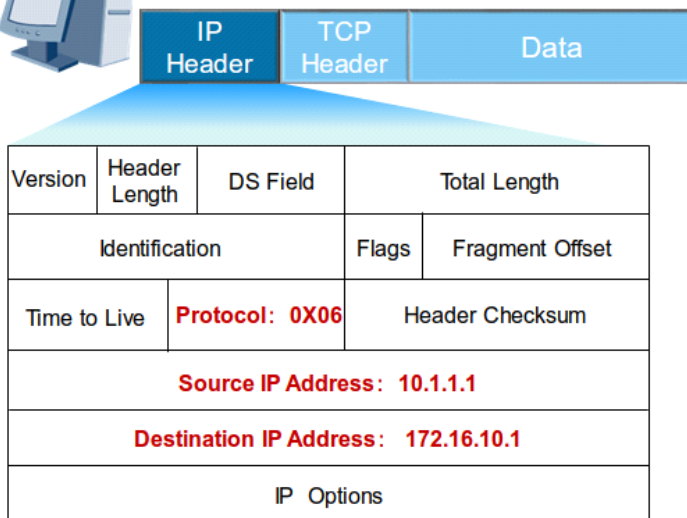 IP Header
TCP Header
Data
Version
Header Length
DS Field
Total Length
Identification
Flags
Fragment Offset
Time to Live
Protocol: 0X06
Header Checksum
Source IP Address: 10.1.1.1
Destination IP Address: 172.16.10.1
IP Options